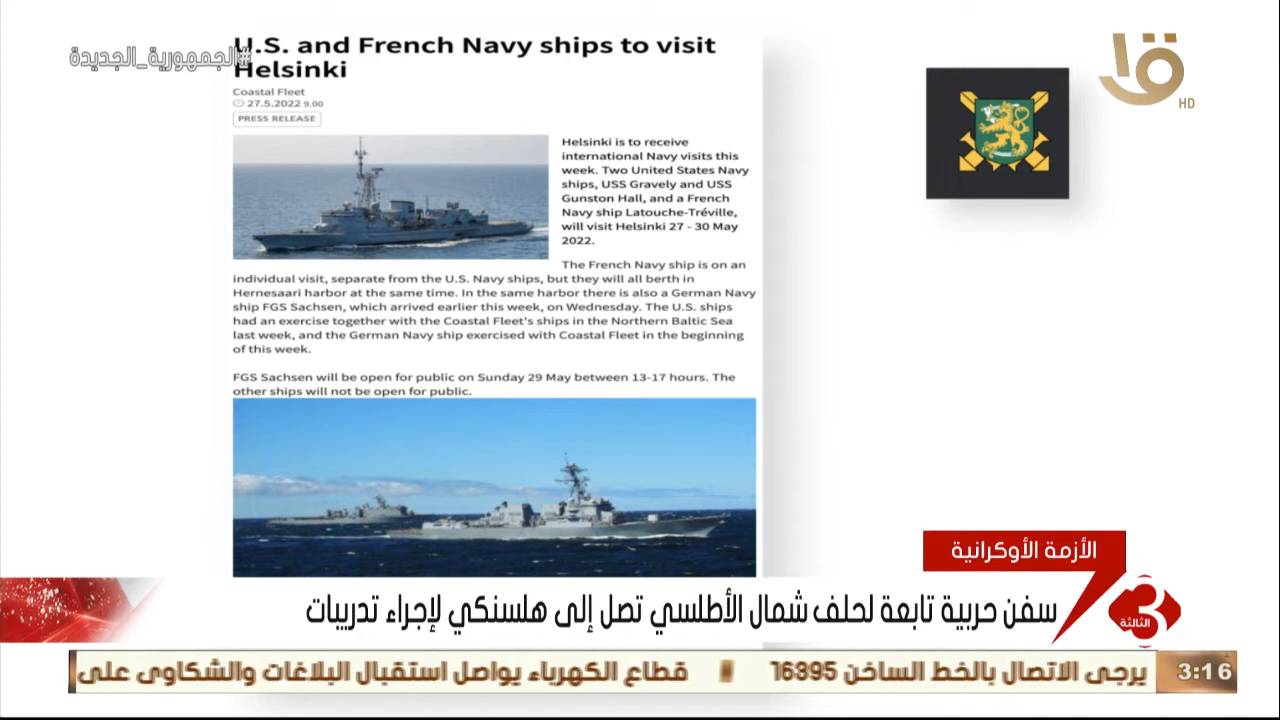 #الجمهورية_الجديدة
U.S. and French Navy ships to visit
Helsinki
Coastal Fleet
27.5.2022 9.00
PRESS RELEASE
Helsinki is to receive
international Navy visits this
week. Two United States Navy
ships, USS Gravely and USS
Gunston Hall, and a French
Navy ship Latouche-Tréville,
will visit Helsinki 27 - 30 May
2022.
The French Navy ship is on an
individual visit, separate from the U.S. Navy ships, but they will all berth in
Hernesaari harbor at the same time. In the same harbor there is also a German Navy
ship FGS Sachsen, which arrived earlier this week, on Wednesday. The U.S. ships
had an exercise together with the Coastal Fleet's ships in the Northern Baltic Sea
last week, and the German Navy ship exercised with Coastal Fleet in the beginning
of this week.
FGS Sachsen will be open for public on Sunday 29 May between 13-17 hours. The
other ships will not be open for public.
HD
الأزمة الأوكرانية
سفن حربية تابعة لحلف شمال الأطلسي تصل إلى هلسنكي لإجراء تدريبات
3
الثالثة
يرجى الاتصال بالخط الساخن 16895 قطاع الكهرباء يواصل استقبال البلاغات والشكاوى على
3:16